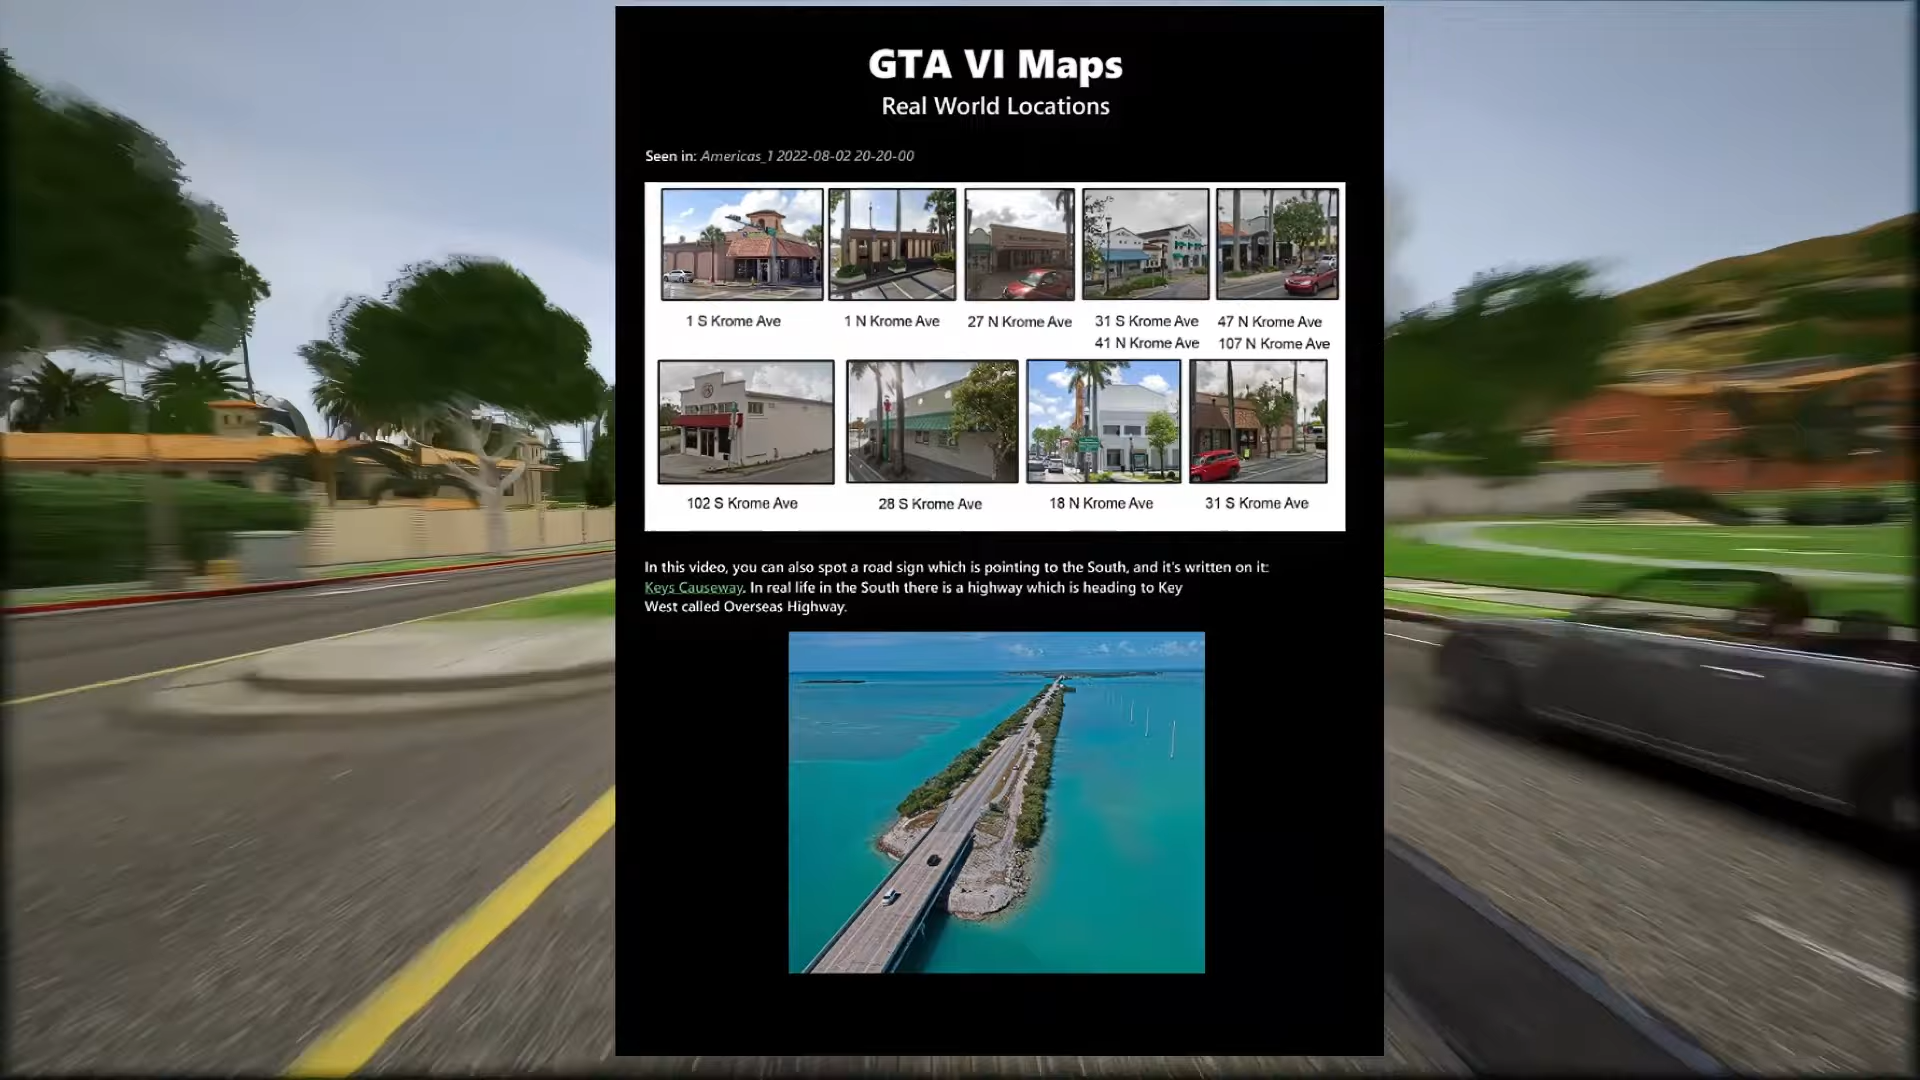 GTA VI Maps
Real World Locations
Seen in: Americas_1 2022-08-02 20-20-00
1 S Krome Ave
1 N Krome Ave
27 N Krome Ave
31 S Krome Ave
41 N Krome Ave
47 N Krome Ave
107 N Krome Ave
102 S Krome Ave
28 S Krome Ave
18 N Krome Ave
31 S Krome Ave
In this video, you can also spot a road sign which is pointing to the South, and it's written on it:
Keys Causeway. In real life in the South there is a highway which is heading to Key
West called Overseas Highway.